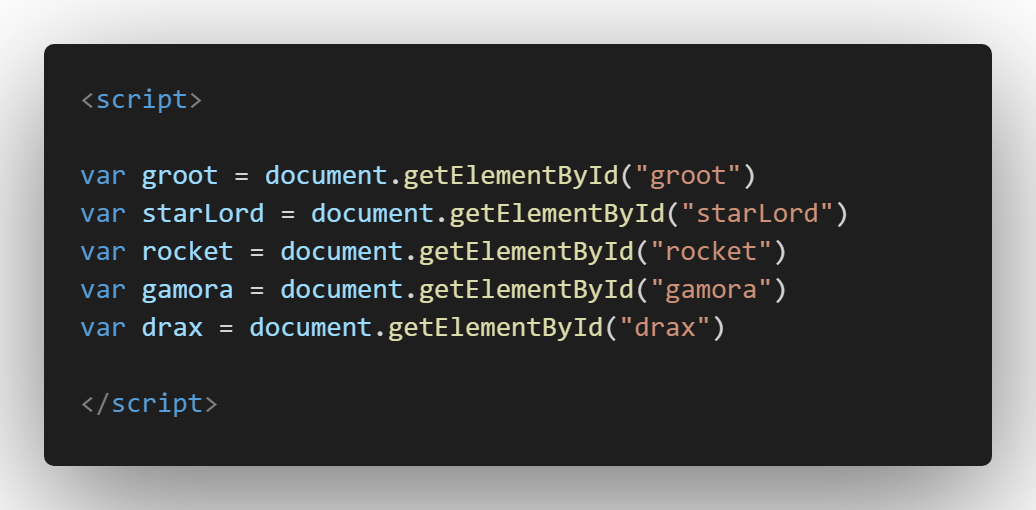 <script>
var groot = document.getElementById("groot")
var starLord = document.getElementById("starLord")
var rocket = document.getElementById("rocket")
var gamora = document.getElementById("gamora")
var drax = document.getElementById("drax")
</script>